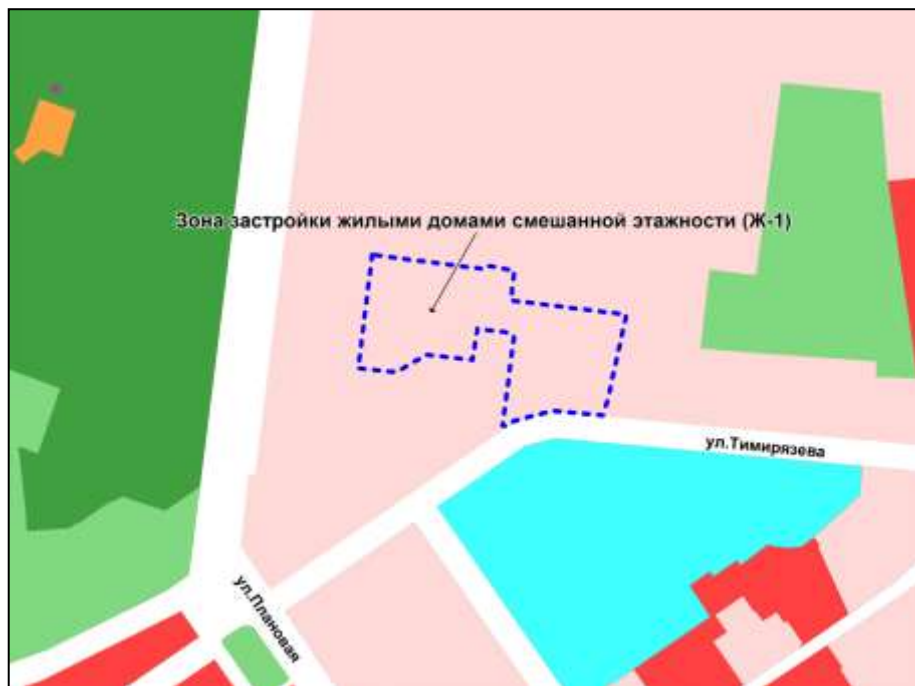 Зона застройки жилыми домами смешанной этажности (Ж-1)
ул.Тимирязева
ул.Плановая